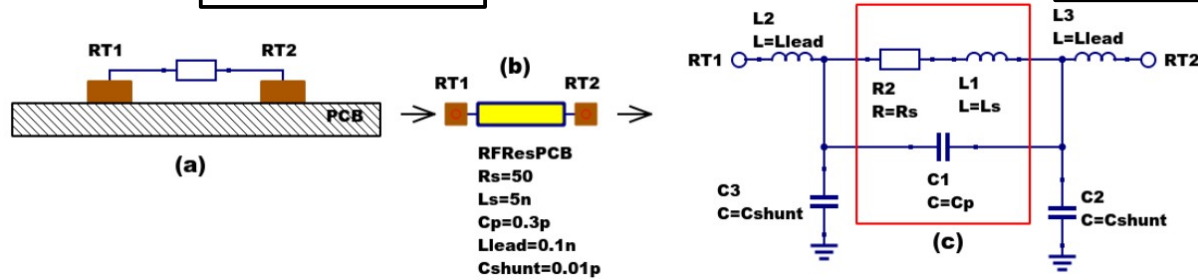 RT1
RT2
PCB
(a)
(b)
RT1
RT2
RFResPCB
Rs=50
Ls=5n
Cp=0.3p
Llead=0.1n
Cshunt=0.01p
L2
L=Llead
L3
L=Llead
RT1
RT2
R2
R=Rs
L1
L=Ls
C1
C=Cp
C3
C=Cshunt
C2
C=Cshunt
(c)